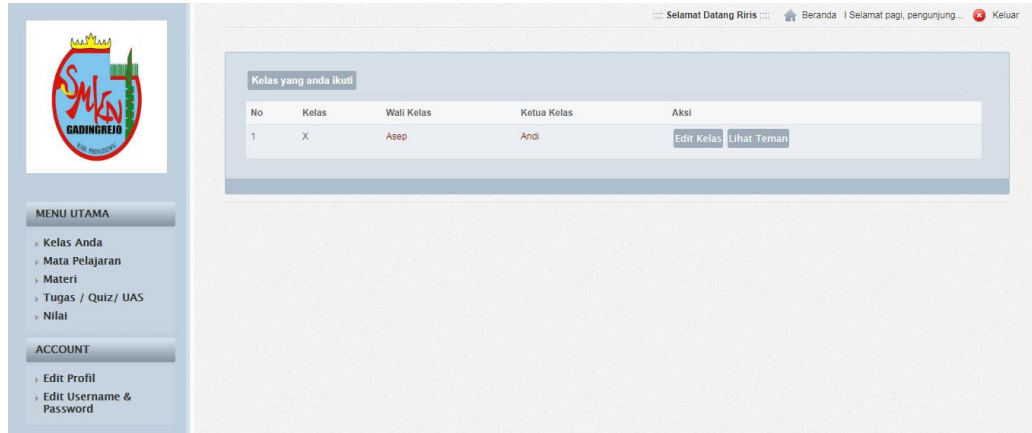 :::: Selamat Datang Riris :::: Beranda I Selamat pagi, pengunjung... Keluar
SMKN
GADINGREJO
KAB. PRINGSEWU
Kelas yang anda ikuti
No Kelas Wali Kelas Ketua Kelas Aksi
1 X Asep Andi Edit Kelas Lihat Teman
MENU UTAMA
Kelas Anda
Mata Pelajaran
Materi
Tugas / Quiz/ UAS
Nilai
ACCOUNT
Edit Profil
Edit Username &
Password